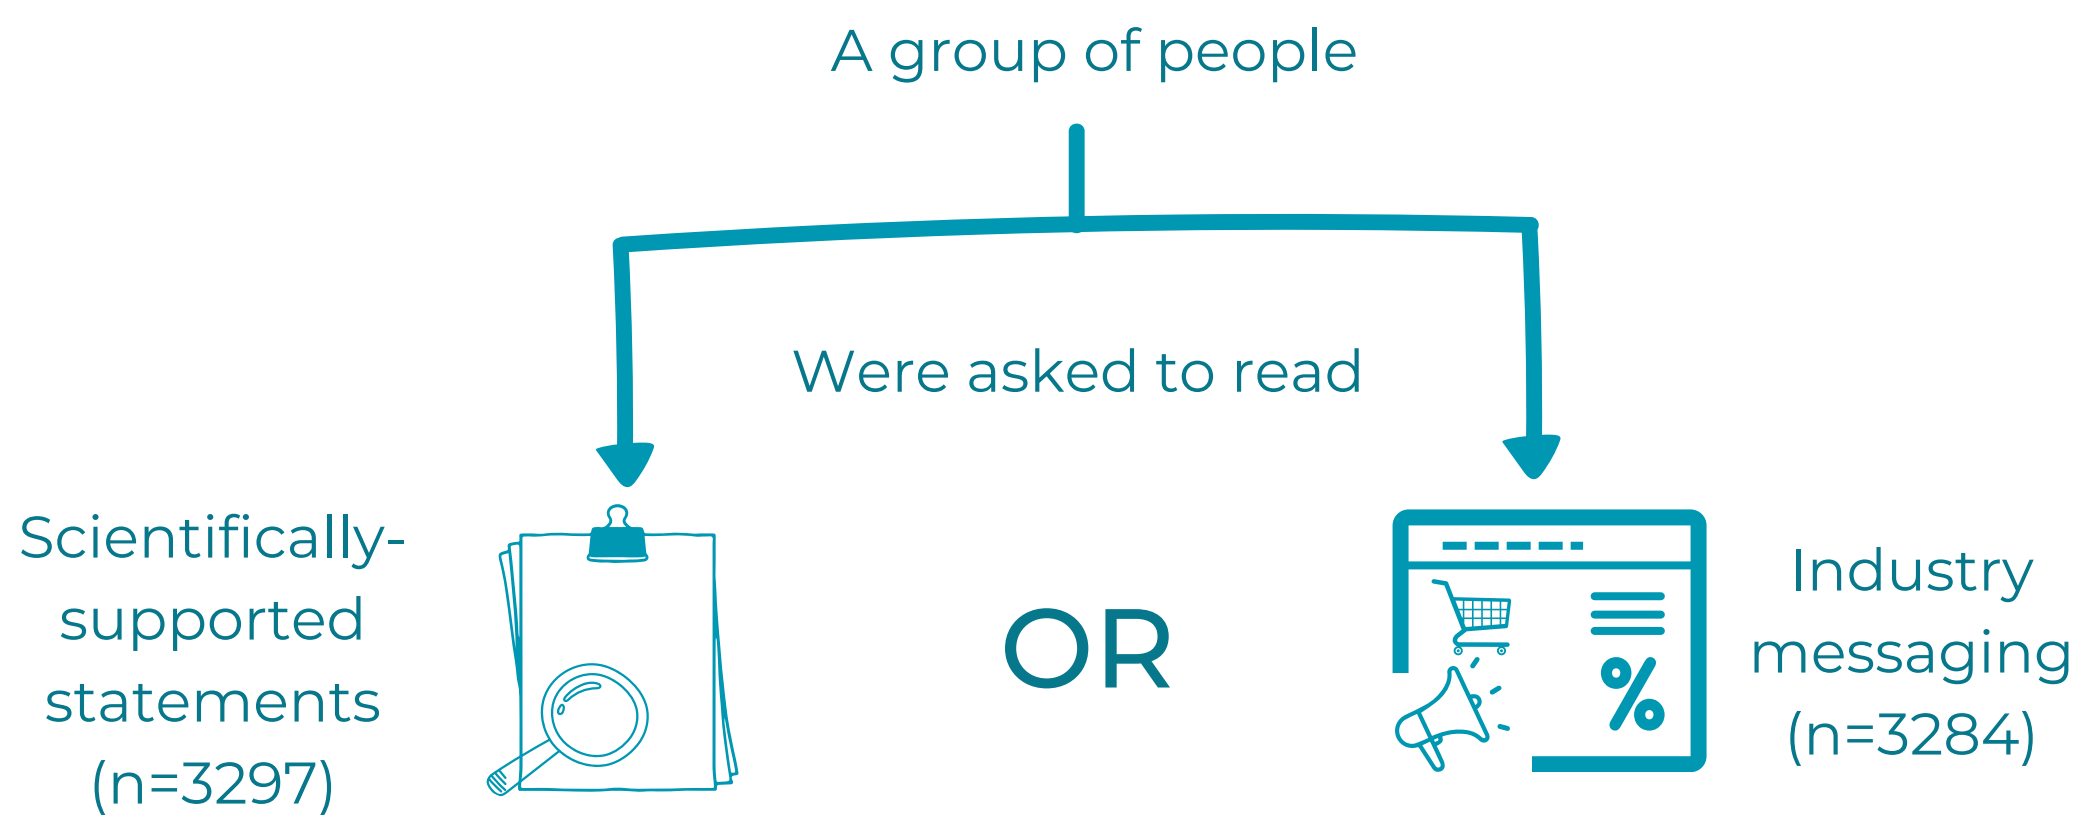 A group of people
Were asked to read
Scientifically-
supported
statements
(n=3297)
OR
Industry
messaging
(n=3284)